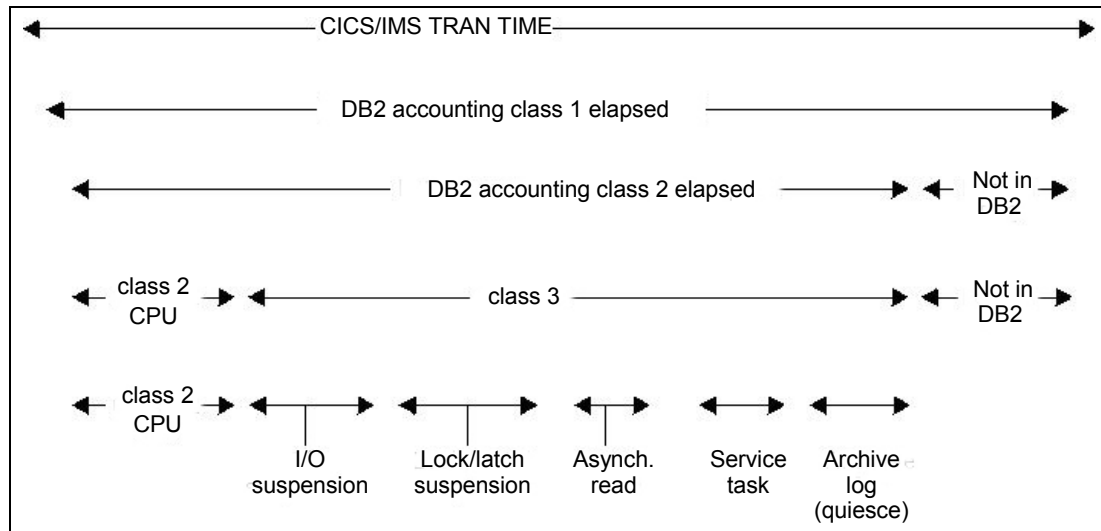 CICS/IMS TRAN TIME
DB2 accounting class 1 elapsed
DB2 accounting class 2 elapsed
Not in
DB2
class 2
CPU
class 3
Not in
DB2
class 2
CPU
I/O
suspension
Lock/latch
suspension
Asynch.
read
Service
task
Archive
log
(quiesce)